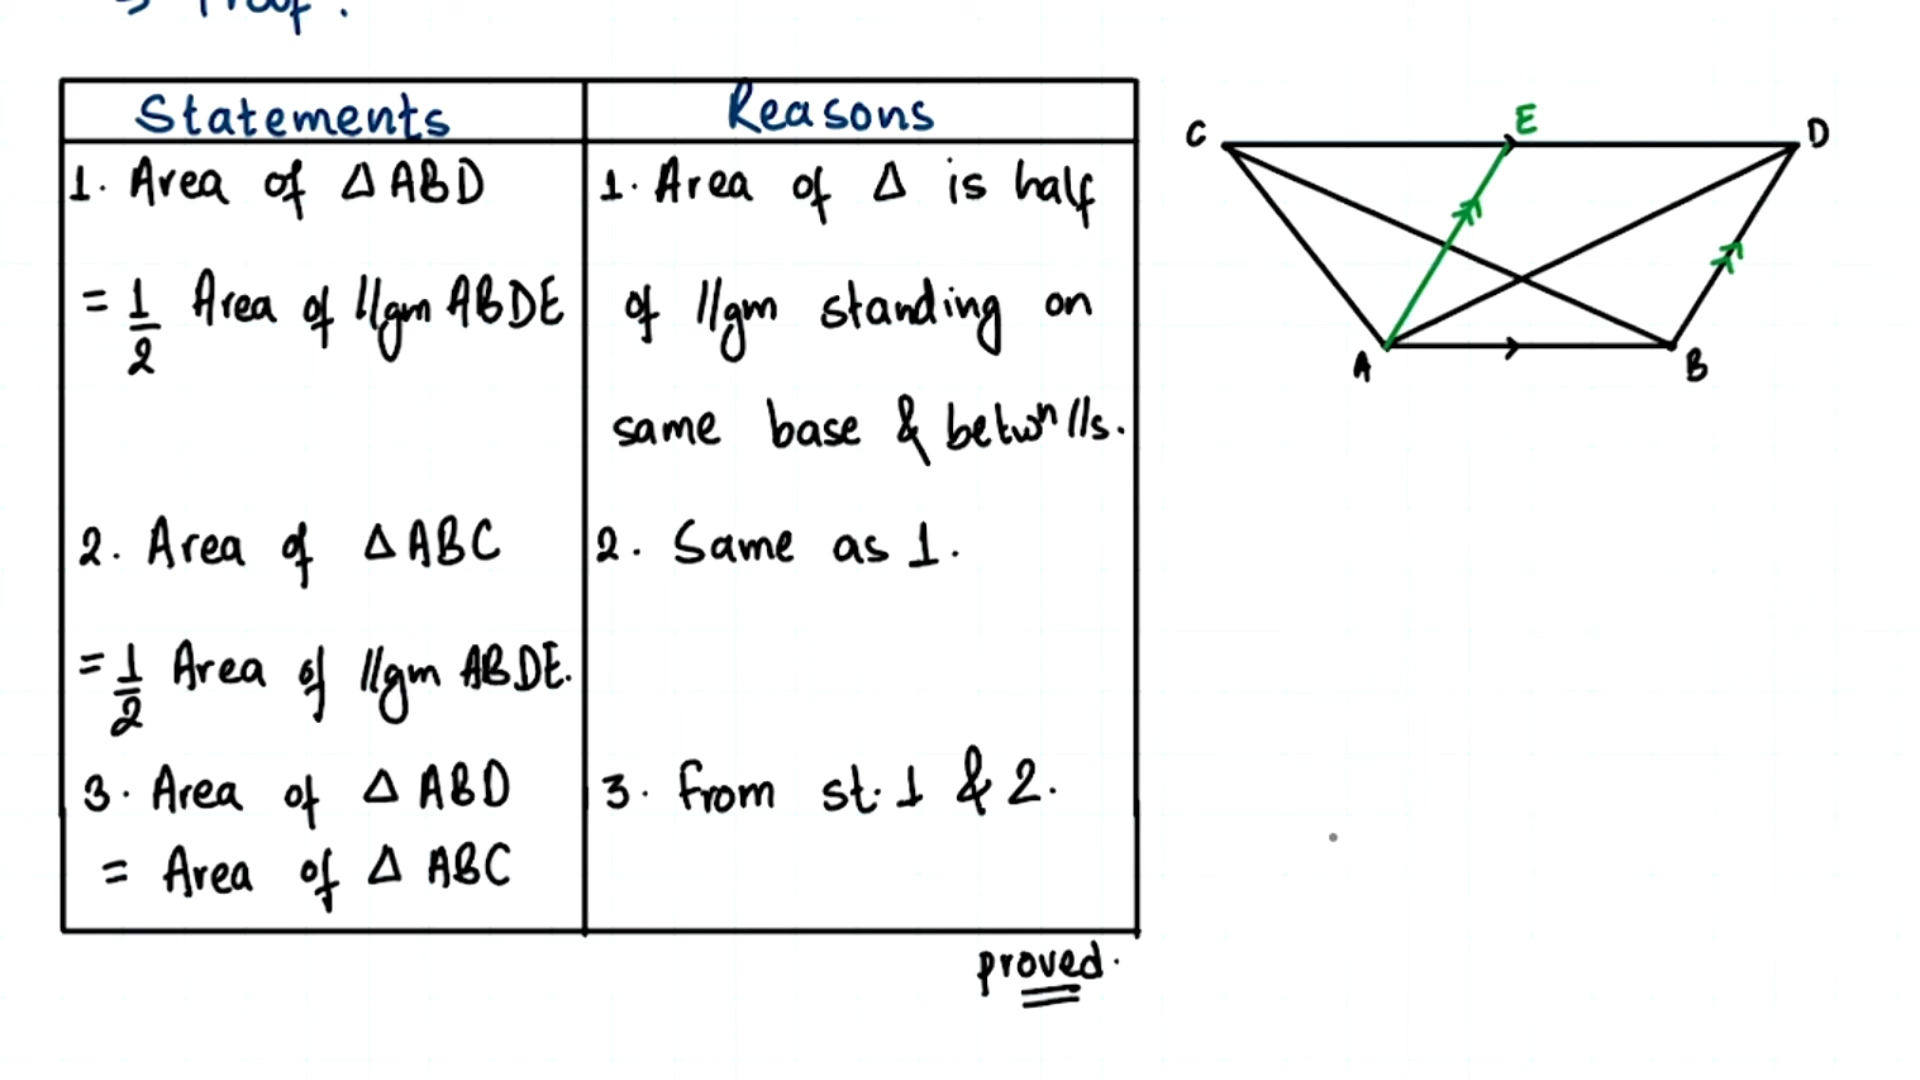 ⇒ Proof :
Statements
Reasons
1. Area of Δ ABD
= 1/2 Area of //gm ABDE
1. Area of Δ is half
of //gm standing on
same base & betwⁿ //s.
2. Area of Δ ABC
= 1/2 Area of //gm ABDE.
2. Same as 1.
3. Area of Δ ABD
= Area of Δ ABC
3. From st. 1 & 2.
proved.
C
E
D
A
B